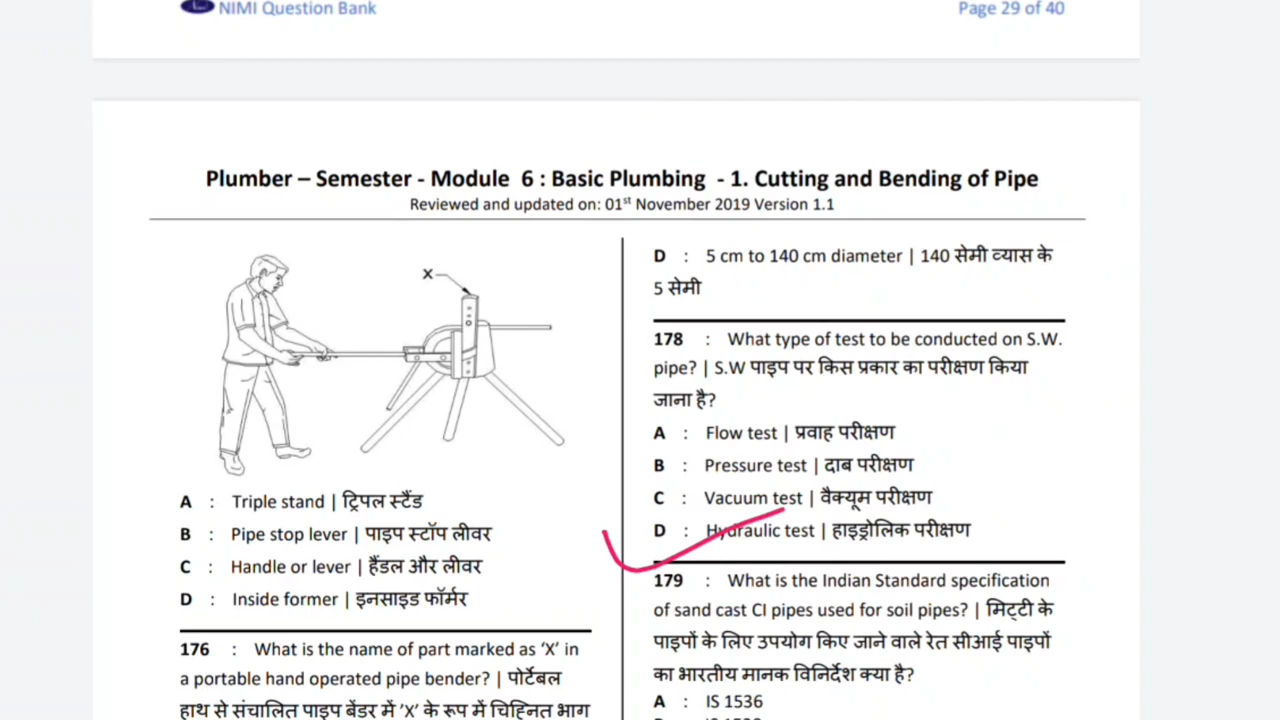 NIMI Question Bank
Page 29 of 40
Plumber – Semester - Module 6 : Basic Plumbing - 1. Cutting and Bending of Pipe
Reviewed and updated on: 01st November 2019 Version 1.1
X
A : Triple stand | ट्रिपल स्टैंड
B : Pipe stop lever | पाइप स्टॉप लीवर
C : Handle or lever | हैंडल और लीवर
D : Inside former | इनसाइड फॉर्मर
176 : What is the name of part marked as ‘X’ in
a portable hand operated pipe bender? | पोर्टेबल
हाथ से संचालित पाइप बेंडर में ’X’ के रूप में चिह्नित भाग
D : 5 cm to 140 cm diameter | 140 सेमी व्यास के
5 सेमी
178 : What type of test to be conducted on S.W.
pipe? | S.W पाइप पर किस प्रकार का परीक्षण किया
जाना है?
A : Flow test | प्रवाह परीक्षण
B : Pressure test | दाब परीक्षण
C : Vacuum test | वैक्यूम परीक्षण
D : Hydraulic test | हाइड्रोलिक परीक्षण
179 : What is the Indian Standard specification
of sand cast CI pipes used for soil pipes? | मिट्टी के
पाइपों के लिए उपयोग किए जाने वाले रेत सीआई पाइपों
का भारतीय मानक विनिर्देश क्या है?
A : IS 1536